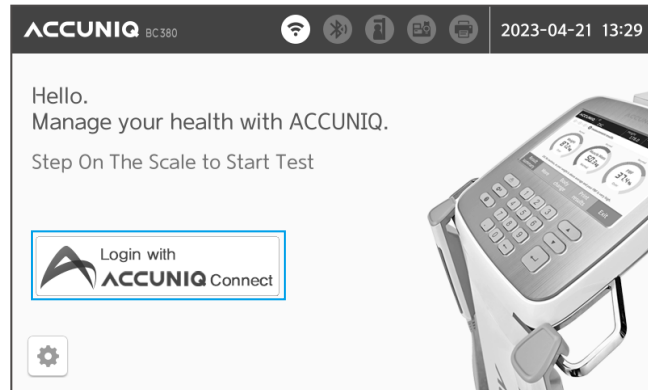 ACCUNIQ BC380
2023-04-21 13:29
Hello.
Manage your health with ACCUNIQ.
Step On The Scale to Start Test
Login with
ACCUNIQ Connect
Exit